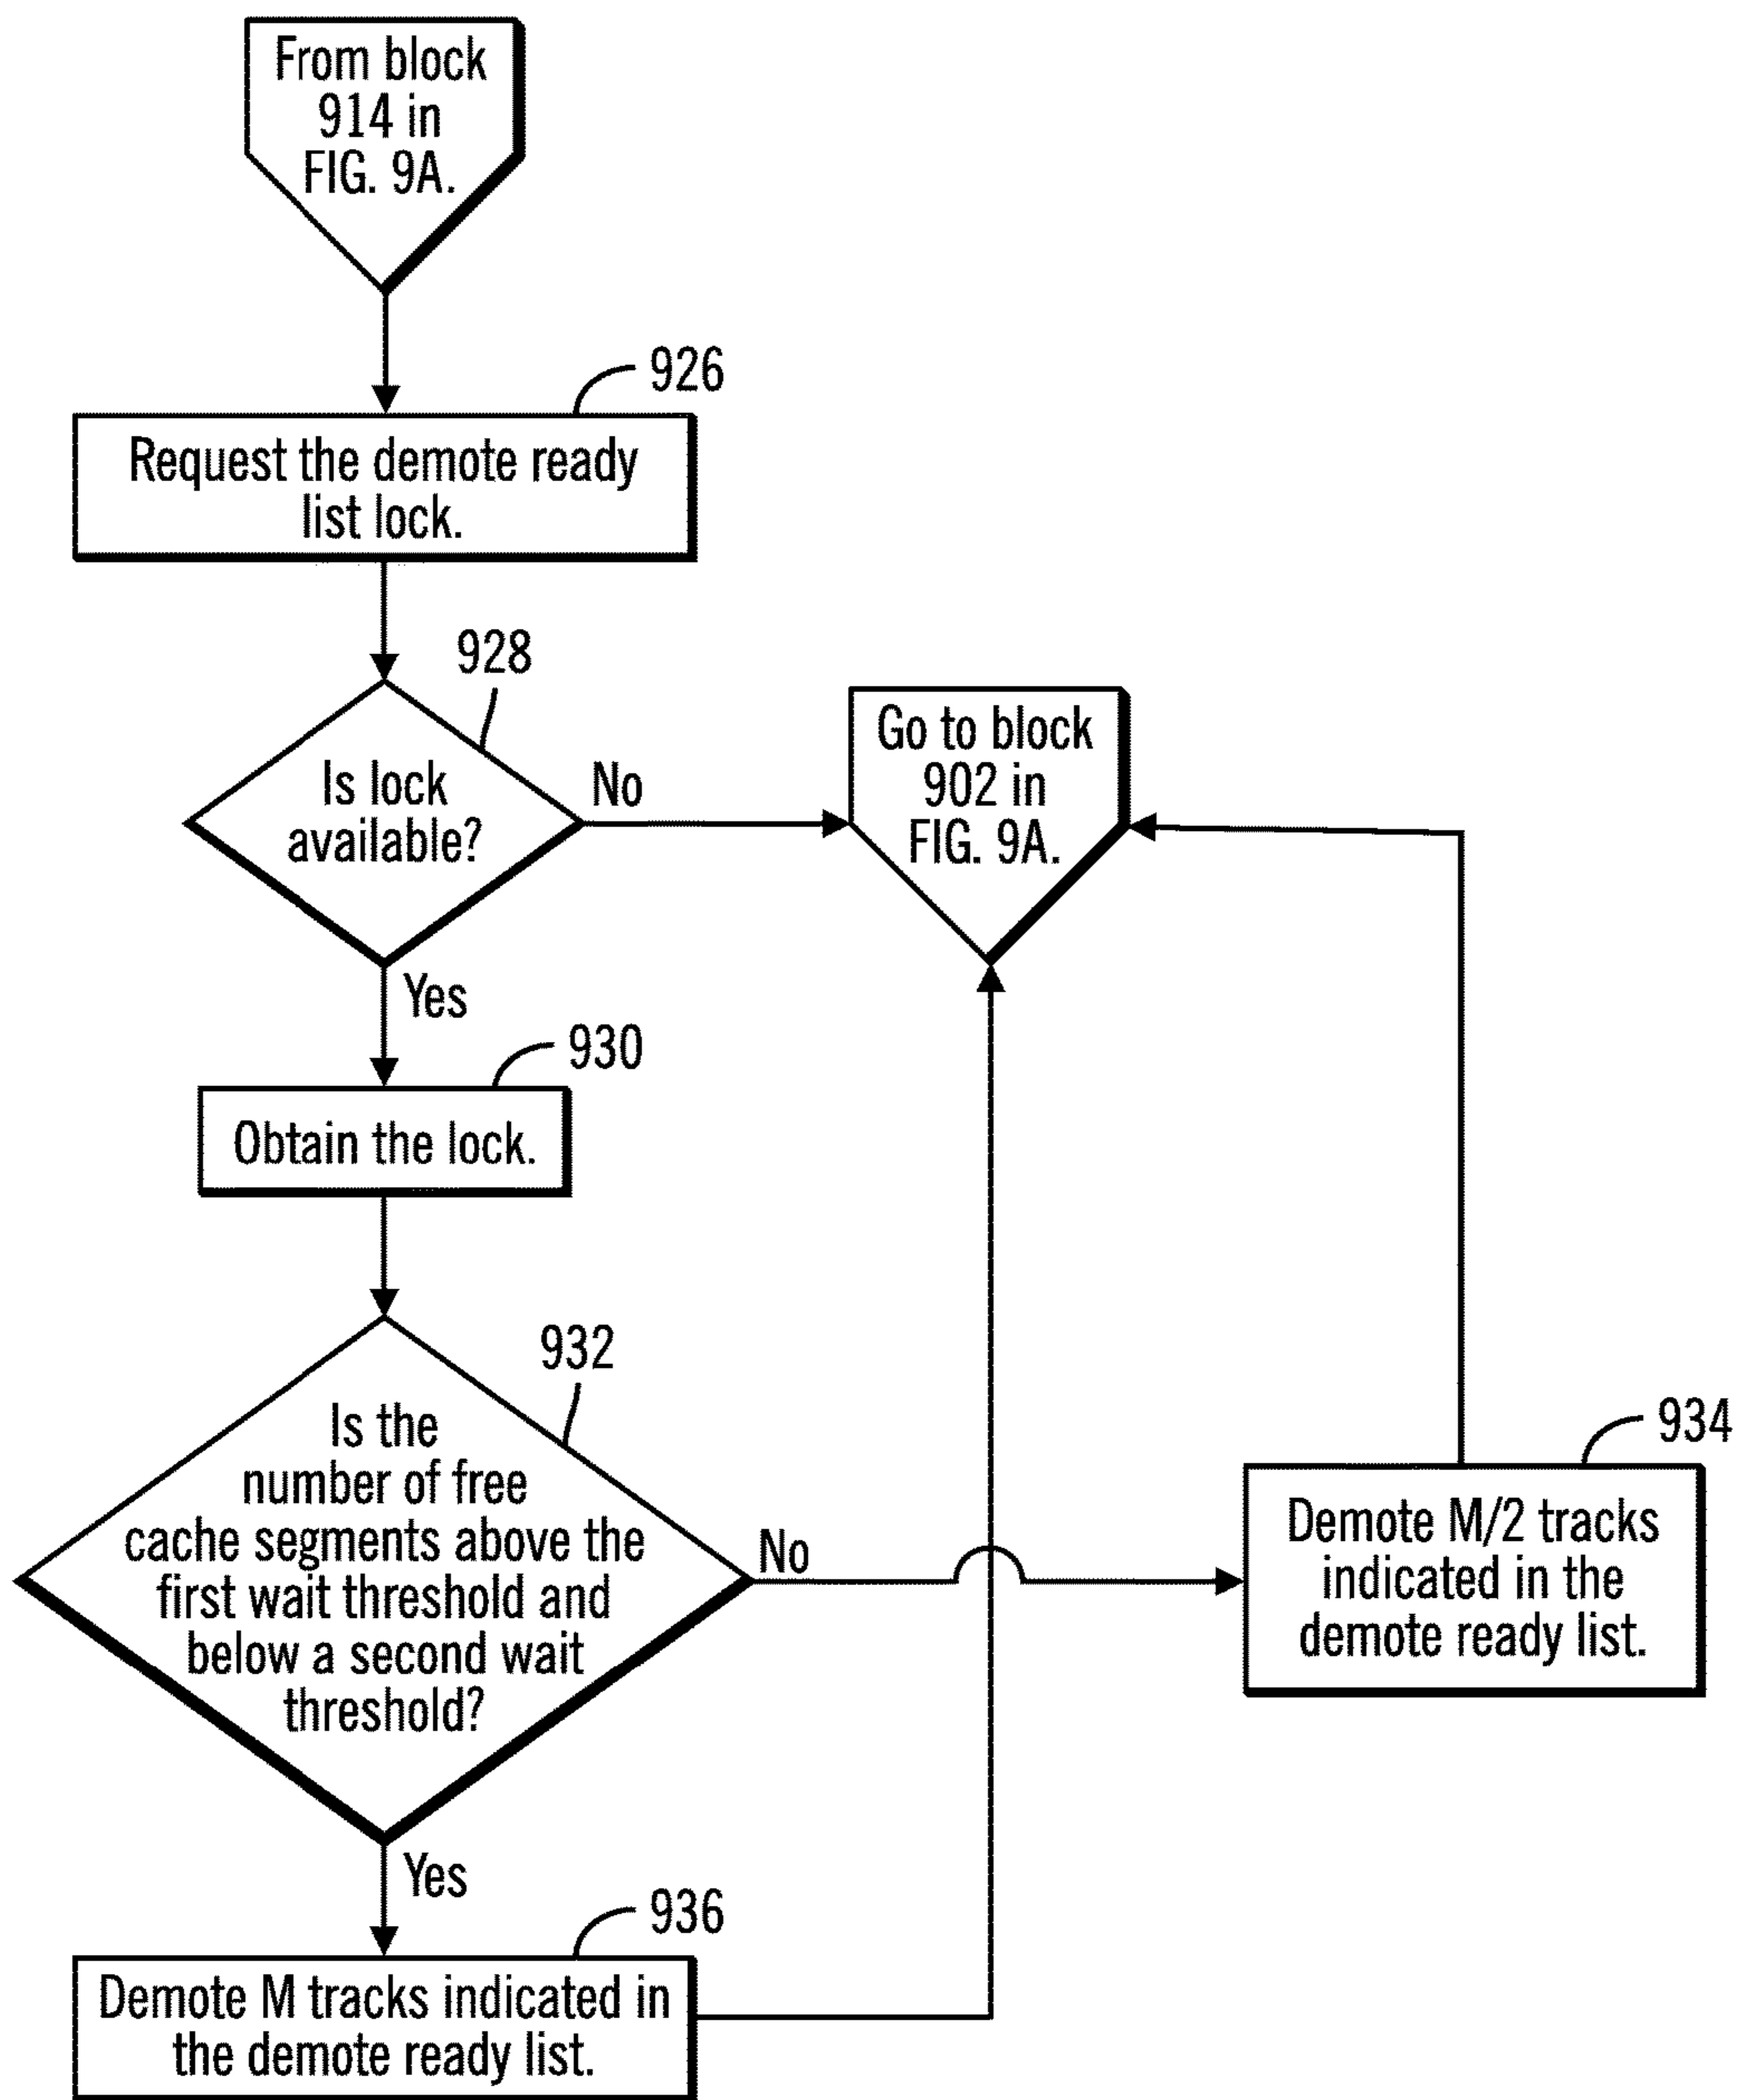 From block
914 in
FIG. 9A.
926
Request the demote ready
list lock.
928
Is lock
available?
No
Go to block
902 in
FIG. 9A.
Yes
930
Obtain the lock.
932
Is the
number of free
cache segments above the
first wait threshold and
below a second wait
threshold?
No
934
Demote M/2 tracks
indicated in the
demote ready list.
Yes
936
Demote M tracks indicated in
the demote ready list.